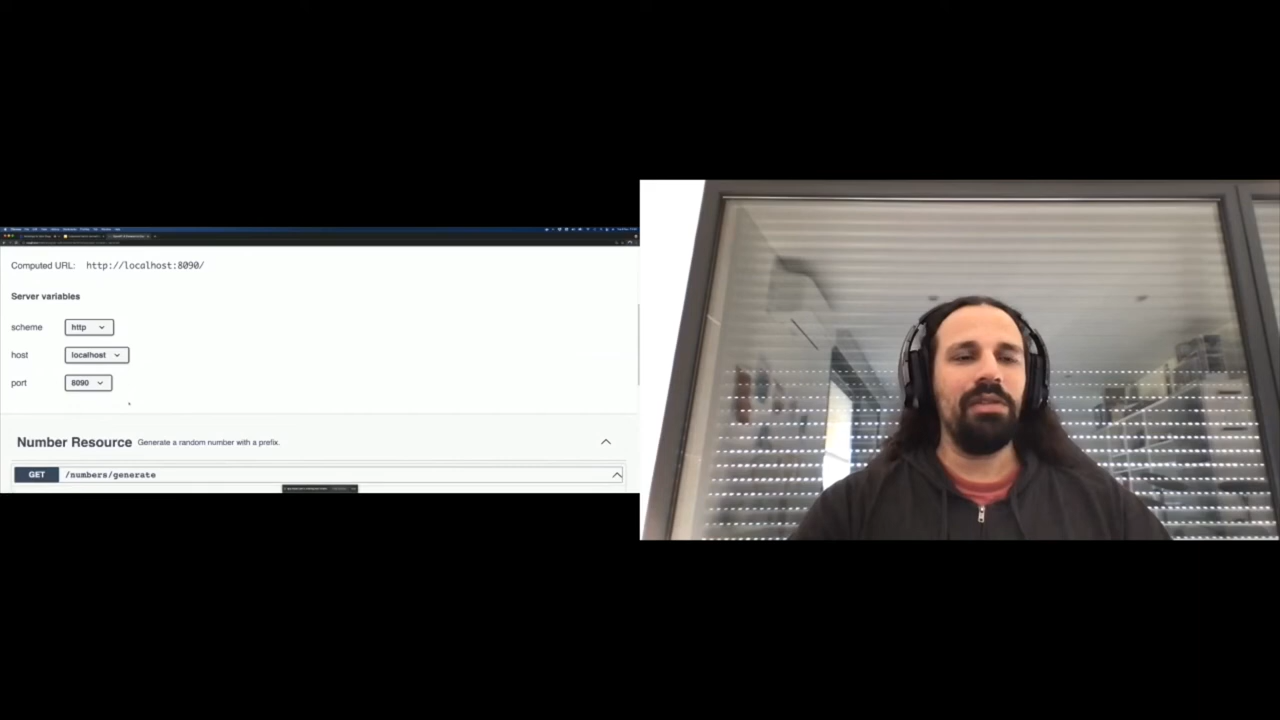 Computed URL: http://localhost:8090/
Server variables
scheme http
host localhost
port 8090
Number Resource Generate a random number with a prefix.
GET /numbers/generate